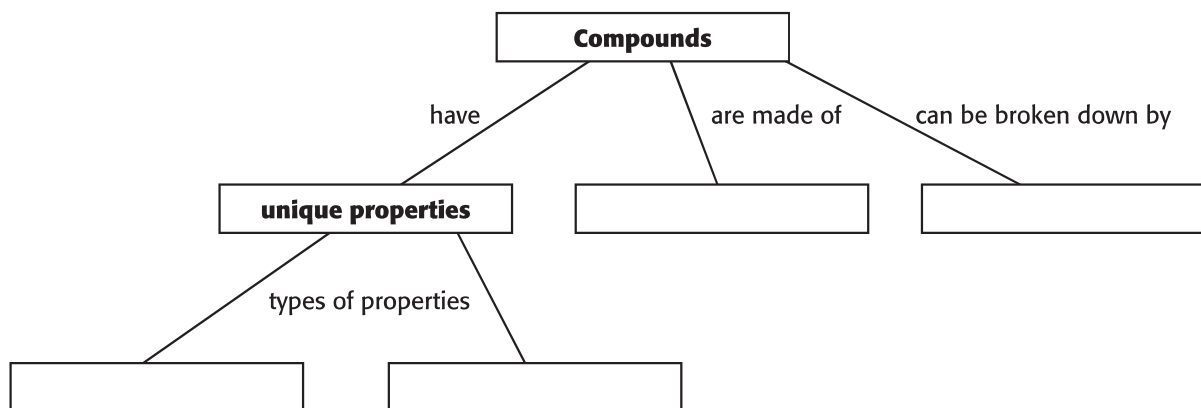 Compounds
have
are made of
can be broken down by
unique properties
types of properties